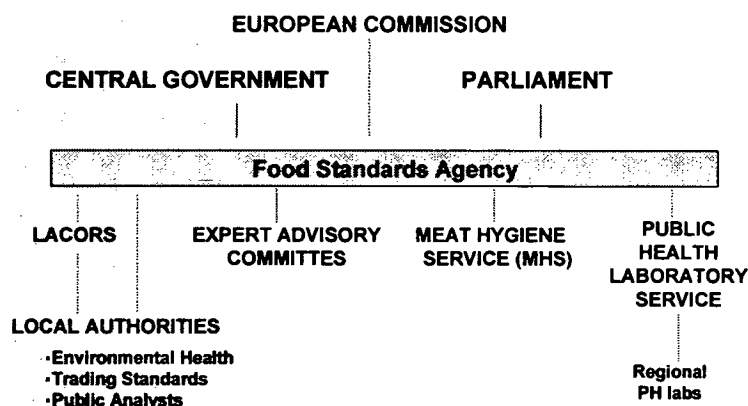 EUROPEAN COMMISSION
CENTRAL GOVERNMENT
PARLIAMENT
Food Standards Agency
LACORS
EXPERT ADVISORY
COMMITTES
MEAT HYGIENE
SERVICE (MHS)
PUBLIC
HEALTH
LABORATORY
SERVICE
LOCAL AUTHORITIES
▪Environmental Health
▪Trading Standards
▪Public Analysts
Regional
PH labs